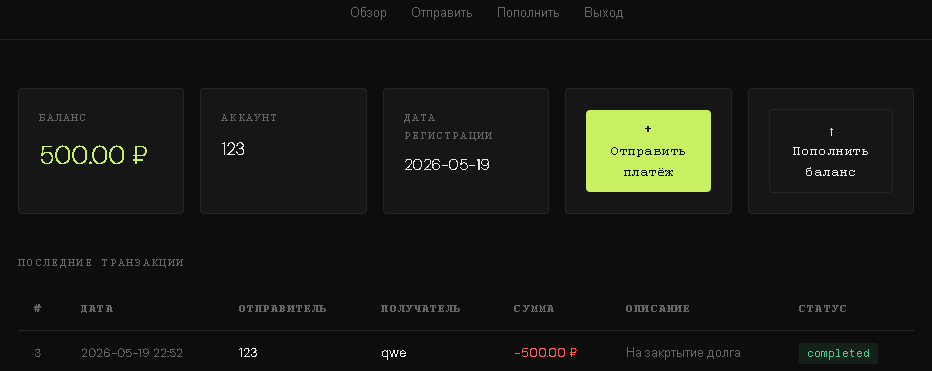 Обзор Отправить Пополнить Выход
БАЛАНС
500.00 ₽
АККАУНТ
123
ДАТА
РЕГИСТРАЦИИ
2026-05-19
+
Отправить
платёж
↑
Пополнить
баланс
ПОСЛЕДНИЕ ТРАНЗАКЦИИ
# ДАТА ОТПРАВИТЕЛЬ ПОЛУЧАТЕЛЬ СУММА ОПИСАНИЕ СТАТУС
3 2026-05-19 22:52 123 qwe -500.00 ₽ На закртытие долга completed